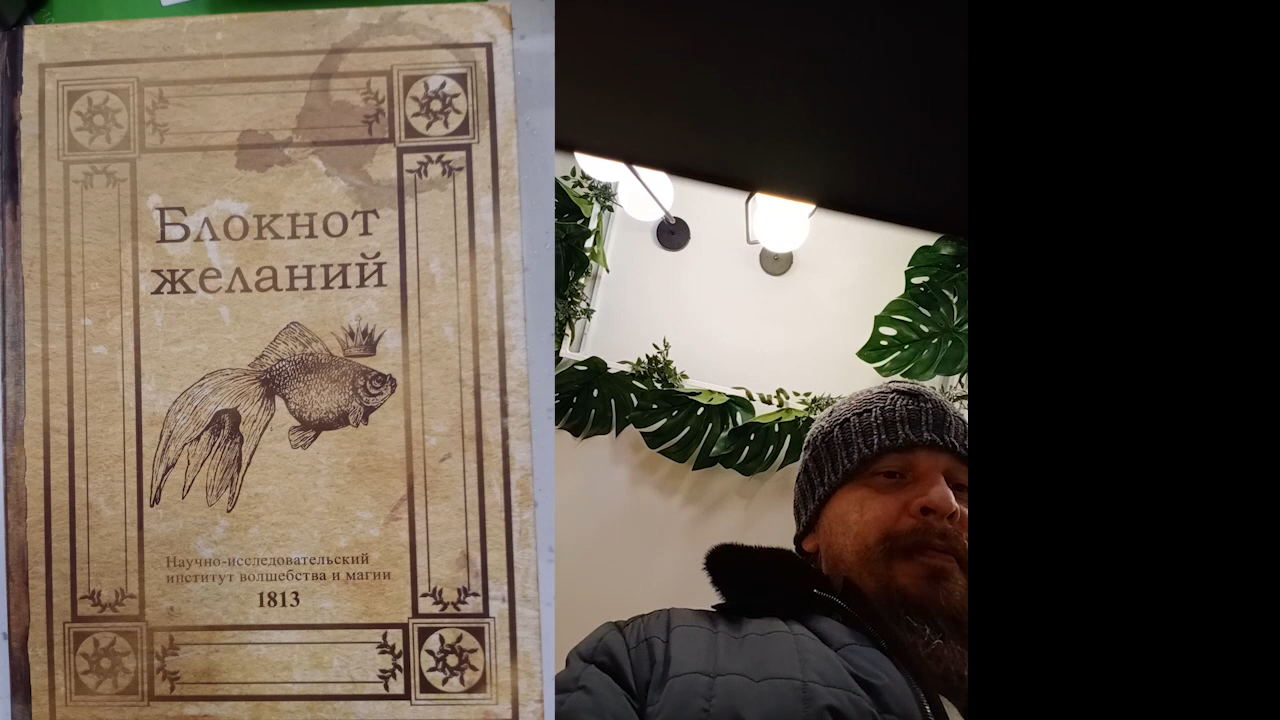 Блокнот
желаний
Научно-исследовательский
институт волшебства и магии
1813